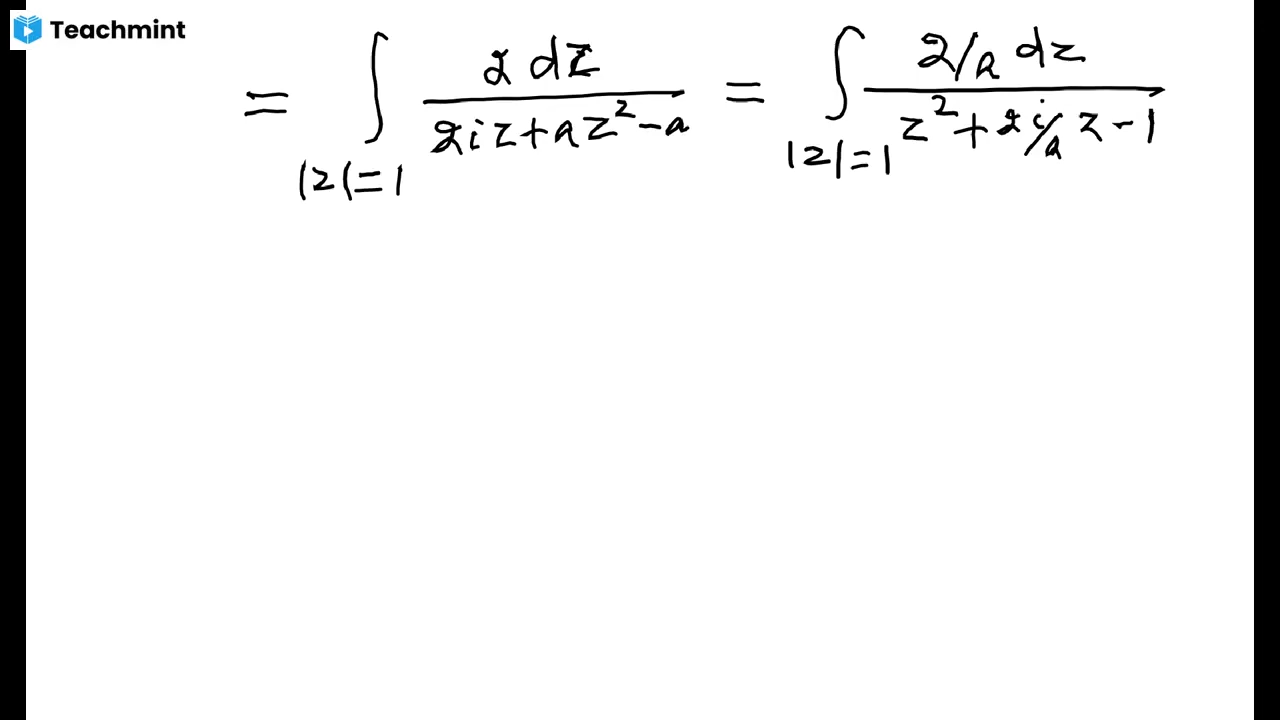 Teachmint
= ∫ 2 dz / (2iz + az² - a) = ∫ 2/a dz / (z² + 2i/a z - 1)
|z|=1 |z|=1